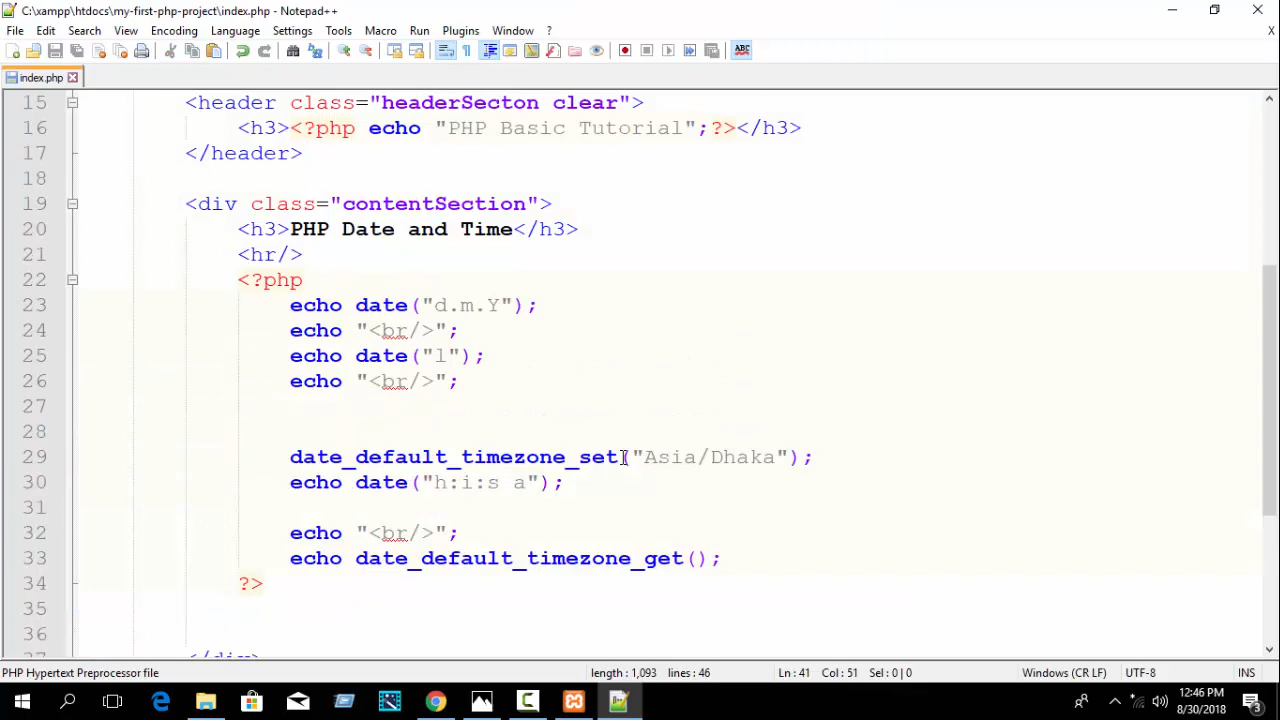 C:\xampp\htdocs\my-first-php-project\index.php - Notepad++
File Edit Search View Encoding Language Settings Tools Macro Run Plugins Window ? X
ABC
index.php
15 <header class="headerSecton clear">
16 <h3><?php echo "PHP Basic Tutorial";?></h3>
17 </header>
18
19 <div class="contentSection">
20 <h3>PHP Date and Time</h3>
21 <hr/>
22 <?php
23 echo date("d.m.Y");
24 echo "<br/>";
25 echo date("l");
26 echo "<br/>";
27
28
29 date_default_timezone_set("Asia/Dhaka");
30 echo date("h:i:s a");
31
32 echo "<br/>";
33 echo date_default_timezone_get();
34 ?>
35
36
37 </div>
PHP Hypertext Preprocessor file length : 1,093 lines : 46 Ln : 41 Col : 51 Sel : 0 | 0 Windows (CR LF) UTF-8 INS
12:46 PM
8/30/2018
3